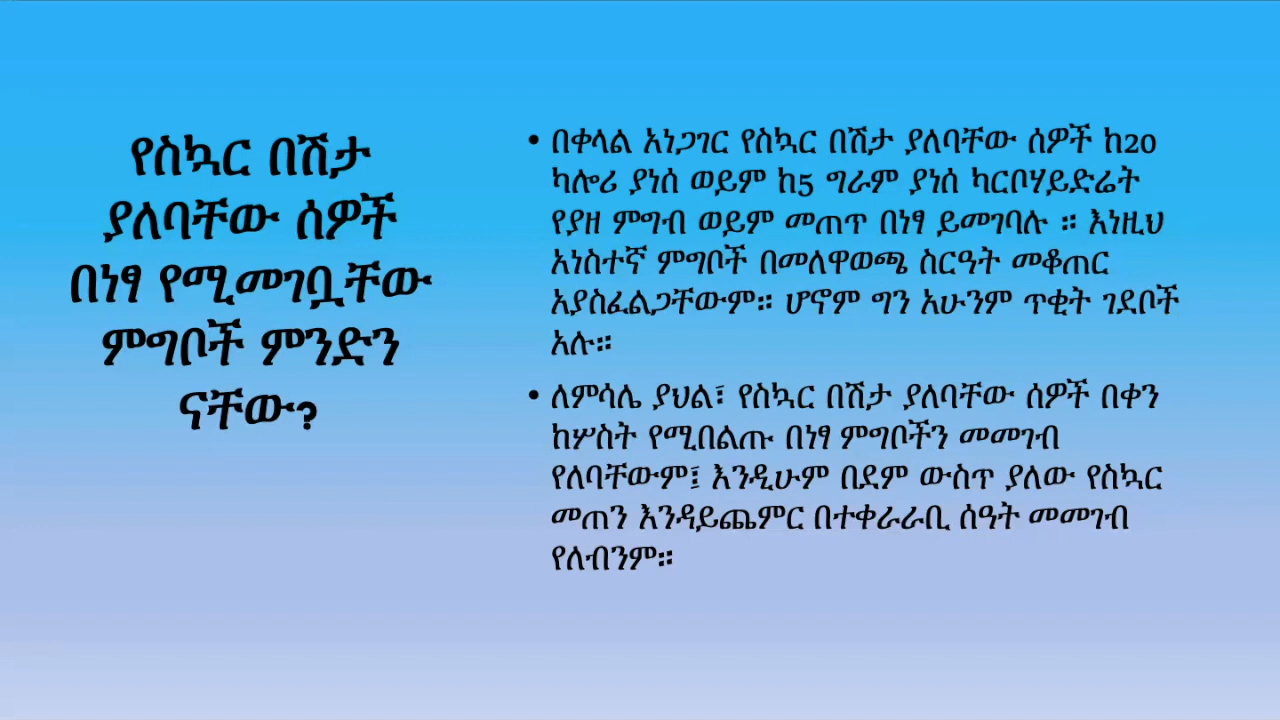 የስኳር በሽታ
ያለባቸው ሰዎች
በነፃ የሚመገቧቸው
ምግቦች ምንድን
ናቸው?
• በቀላል አነጋገር የስኳር በሽታ ያለባቸው ሰዎች ከ20
ካሎሪ ያነሰ ወይም ከ5 ግራም ያነሰ ካርቦሃይድሬት
የያዘ ምግብ ወይም መጠጥ በነፃ ይመገባሉ ። እነዚህ
አነስተኛ ምግቦች በመለዋወጫ ስርዓት መቆጠር
አያስፈልጋቸውም። ሆኖም ግን አሁንም ጥቂት ገደቦች
አሉ።
• ለምሳሌ ያህል፣ የስኳር በሽታ ያለባቸው ሰዎች በቀን
ከሦስት የሚበልጡ በነፃ ምግቦችን መመገብ
የለባቸውም፤ እንዲሁም በደም ውስጥ ያለው የስኳር
መጠን እንዳይጨምር በተቀራራቢ ሰዓት መመገብ
የለብንም።